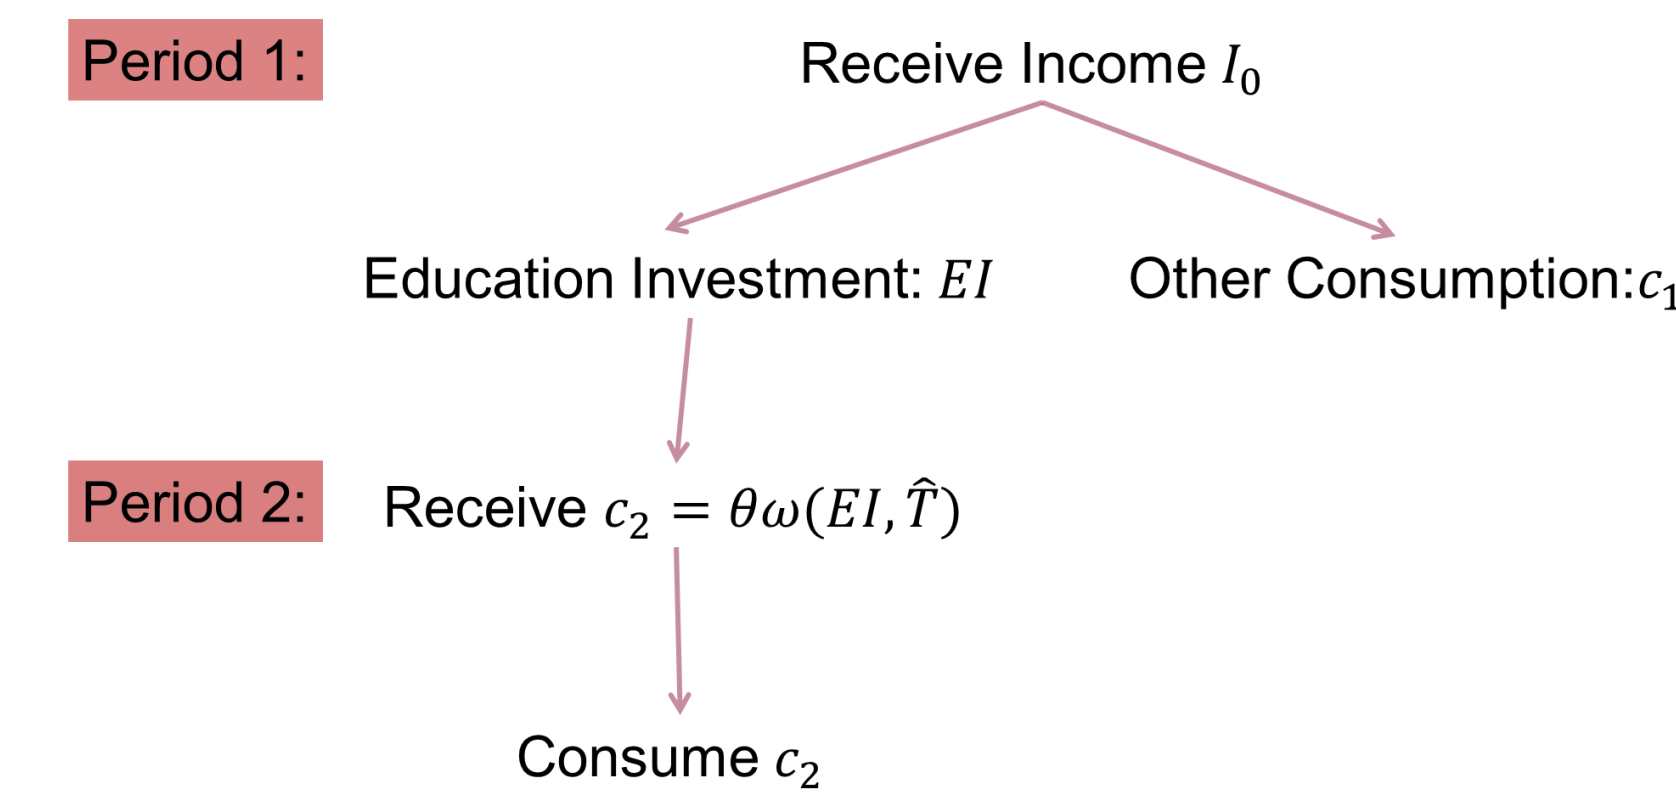 Period 1:
Receive Income I₀
Education Investment: EI
Other Consumption:c₁
Period 2:
Receive c₂ = θω(EI, T̂)
Consume c₂